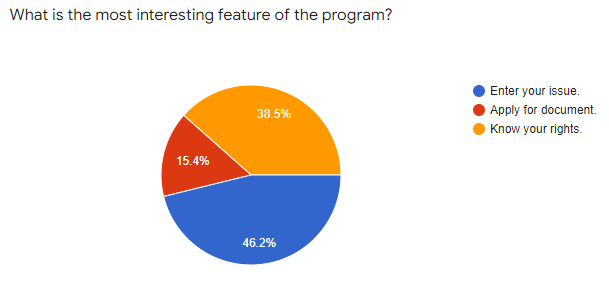 What is the most interesting feature of the program?
38.5%
15.4%
46.2%
Enter your issue.
Apply for document.
Know your rights.